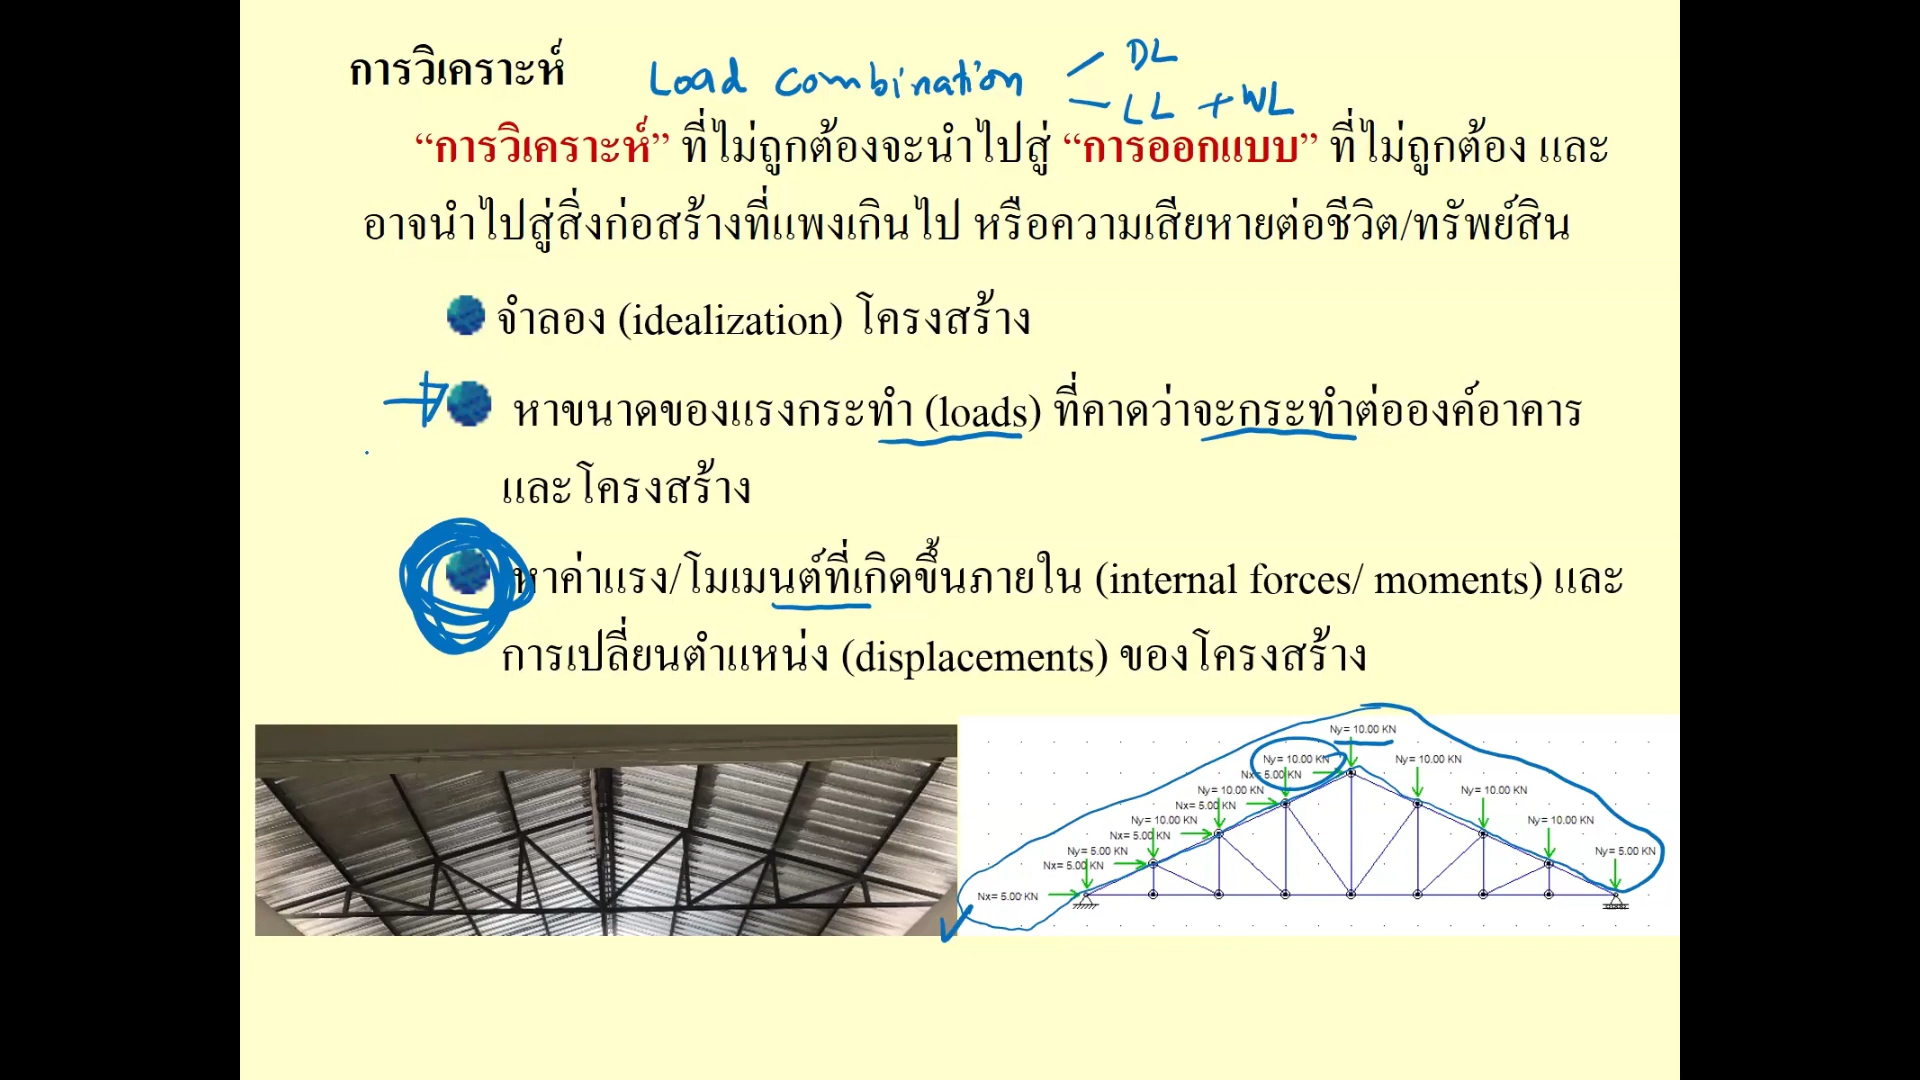 การวิเคราะห์
Load combination DL
LL + WL
“การวิเคราะห์” ที่ไม่ถูกต้องจะนำไปสู่ “การออกแบบ” ที่ไม่ถูกต้อง และ
อาจนำไปสู่สิ่งก่อสร้างที่แพงเกินไป หรือความเสียหายต่อชีวิต/ทรัพย์สิน
จำลอง (idealization) โครงสร้าง
หาขนาดของแรงกระทำ (loads) ที่คาดว่าจะกระทำต่อองค์อาคาร
และโครงสร้าง
หาค่าแรง/โมเมนต์ที่เกิดขึ้นภายใน (internal forces/ moments) และ
การเปลี่ยนตำแหน่ง (displacements) ของโครงสร้าง
Ny= 10.00 KN
Ny= 10.00 KN Ny= 10.00 KN
Nx= 5.00 KN
Ny= 10.00 KN Ny= 10.00 KN
Nx= 5.00 KN
Ny= 10.00 KN Ny= 10.00 KN
Nx= 5.00 KN
Ny= 5.00 KN Ny= 5.00 KN
Nx= 5.00 KN
Nx= 5.00 KN